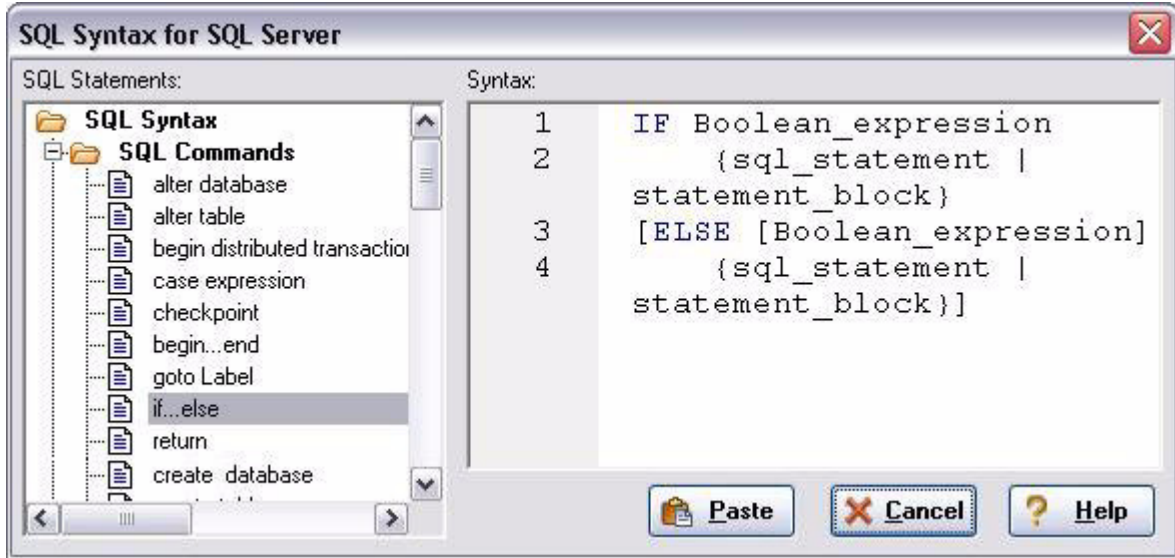 SQL Syntax for SQL Server
SQL Statements:
SQL Syntax
SQL Commands
alter database
alter table
begin distributed transaction
case expression
checkpoint
begin...end
goto Label
if...else
return
create database
Syntax:
1 IF Boolean_expression
2 {sql_statement |
statement_block}
3 [ELSE [Boolean_expression]
4 {sql_statement |
statement_block}]
Paste
Cancel
Help